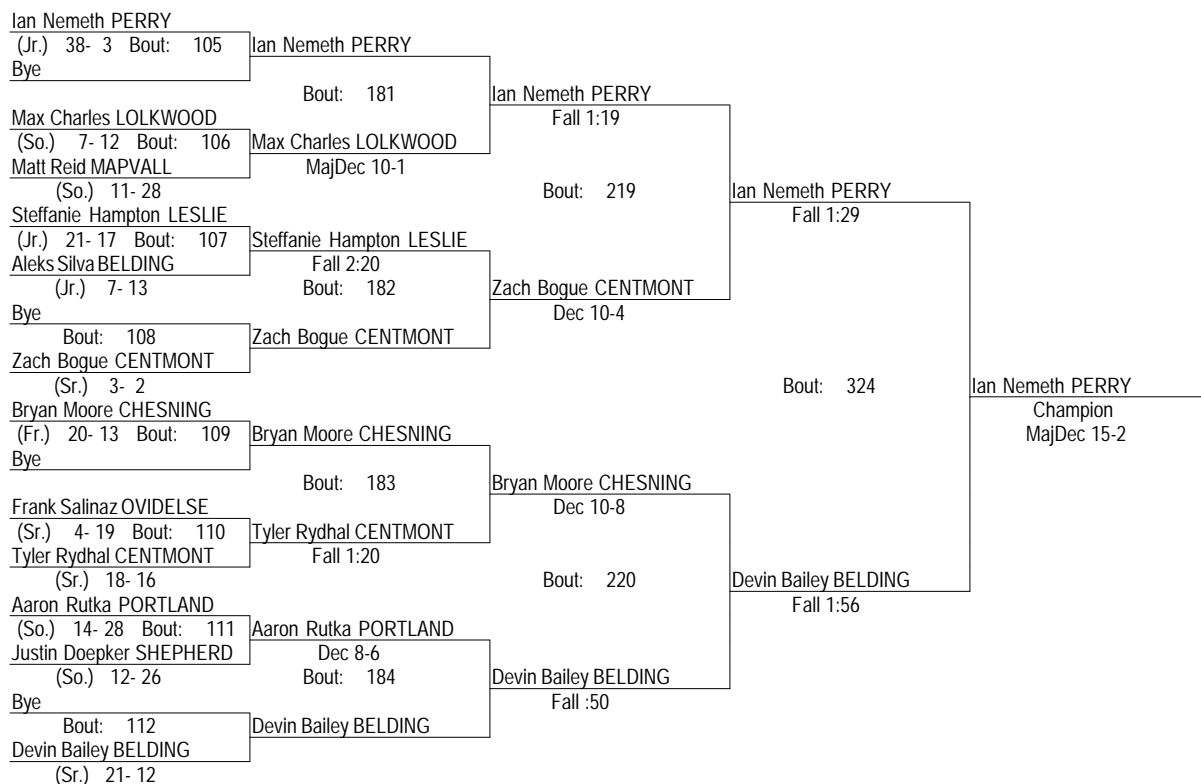 Ian Nemeth PERRY
(Jr.) 38- 3 Bout: 105 Ian Nemeth PERRY
Bye
Bout: 181 Ian Nemeth PERRY
Max Charles LOLKWOOD Fall 1:19
(So.) 7- 12 Bout: 106 Max Charles LOLKWOOD
Matt Reid MAPVALL MajDec 10-1
(So.) 11- 28 Bout: 219 Ian Nemeth PERRY
Steffanie Hampton LESLIE Fall 1:29
(Jr.) 21- 17 Bout: 107 Steffanie Hampton LESLIE
Aleks Silva BELDING Fall 2:20
(Jr.) 7- 13 Bout: 182 Zach Bogue CENTMONT
Bye Dec 10-4
Bout: 108 Zach Bogue CENTMONT
Zach Bogue CENTMONT
(Sr.) 3- 2 Bout: 324 Ian Nemeth PERRY
Bryan Moore CHESNING Champion
(Fr.) 20- 13 Bout: 109 Bryan Moore CHESNING MajDec 15-2
Bye
Bout: 183 Bryan Moore CHESNING
Frank Salinaz OVIDELSE Dec 10-8
(Sr.) 4- 19 Bout: 110 Tyler Rydhal CENTMONT
Tyler Rydhal CENTMONT Fall 1:20
(Sr.) 18- 16 Bout: 220 Devin Bailey BELDING
Aaron Rutka PORTLAND Fall 1:56
(So.) 14- 28 Bout: 111 Aaron Rutka PORTLAND
Justin Doepker SHEPHERD Dec 8-6
(So.) 12- 26 Bout: 184 Devin Bailey BELDING
Bye Fall :50
Bout: 112 Devin Bailey BELDING
Devin Bailey BELDING
(Sr.) 21- 12